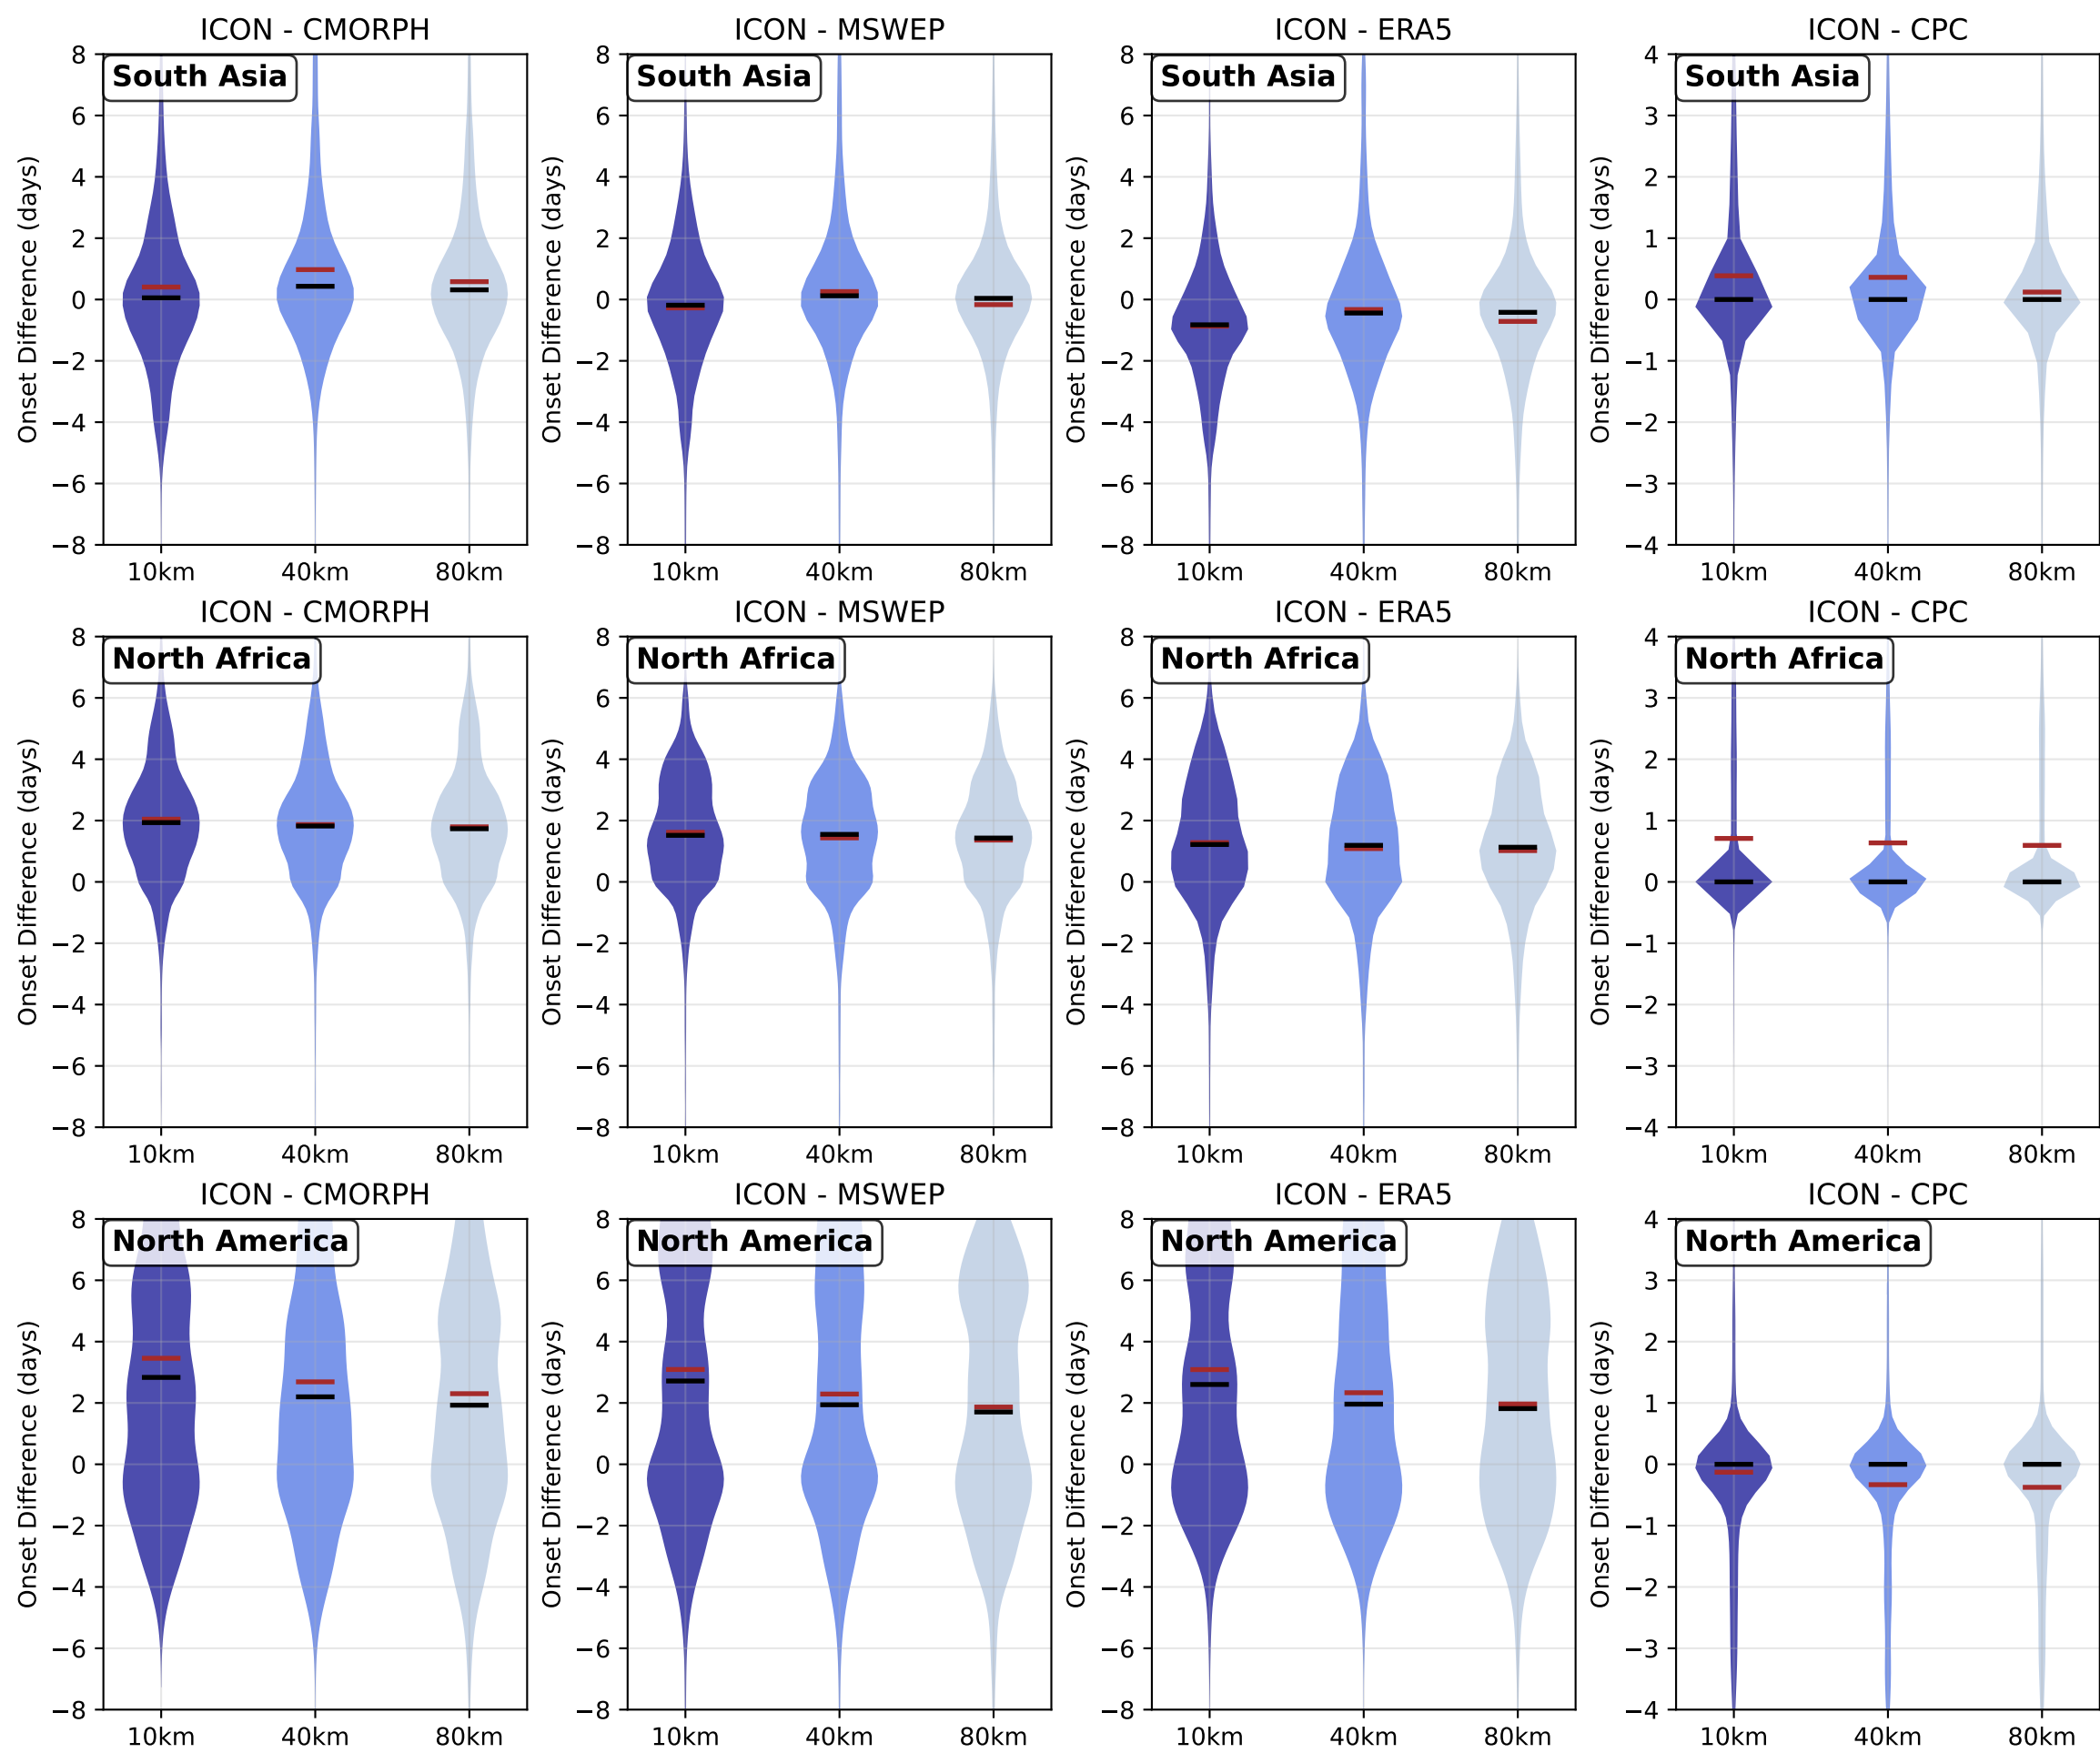 ICON - CMORPH
ICON - MSWEP
ICON - ERA5
ICON - CPC
South Asia
South Asia
South Asia
South Asia
Onset Difference (days)
8
6
4
2
0
−2
−4
−6
−8
10km 40km 80km
Onset Difference (days)
8
6
4
2
0
−2
−4
−6
−8
10km 40km 80km
Onset Difference (days)
8
6
4
2
0
−2
−4
−6
−8
10km 40km 80km
Onset Difference (days)
4
3
2
1
0
−1
−2
−3
−4
10km 40km 80km
ICON - CMORPH
ICON - MSWEP
ICON - ERA5
ICON - CPC
North Africa
North Africa
North Africa
North Africa
Onset Difference (days)
8
6
4
2
0
−2
−4
−6
−8
10km 40km 80km
Onset Difference (days)
8
6
4
2
0
−2
−4
−6
−8
10km 40km 80km
Onset Difference (days)
8
6
4
2
0
−2
−4
−6
−8
10km 40km 80km
Onset Difference (days)
4
3
2
1
0
−1
−2
−3
−4
10km 40km 80km
ICON - CMORPH
ICON - MSWEP
ICON - ERA5
ICON - CPC
North America
North America
North America
North America
Onset Difference (days)
8
6
4
2
0
−2
−4
−6
−8
10km 40km 80km
Onset Difference (days)
8
6
4
2
0
−2
−4
−6
−8
10km 40km 80km
Onset Difference (days)
8
6
4
2
0
−2
−4
−6
−8
10km 40km 80km
Onset Difference (days)
4
3
2
1
0
−1
−2
−3
−4
10km 40km 80km